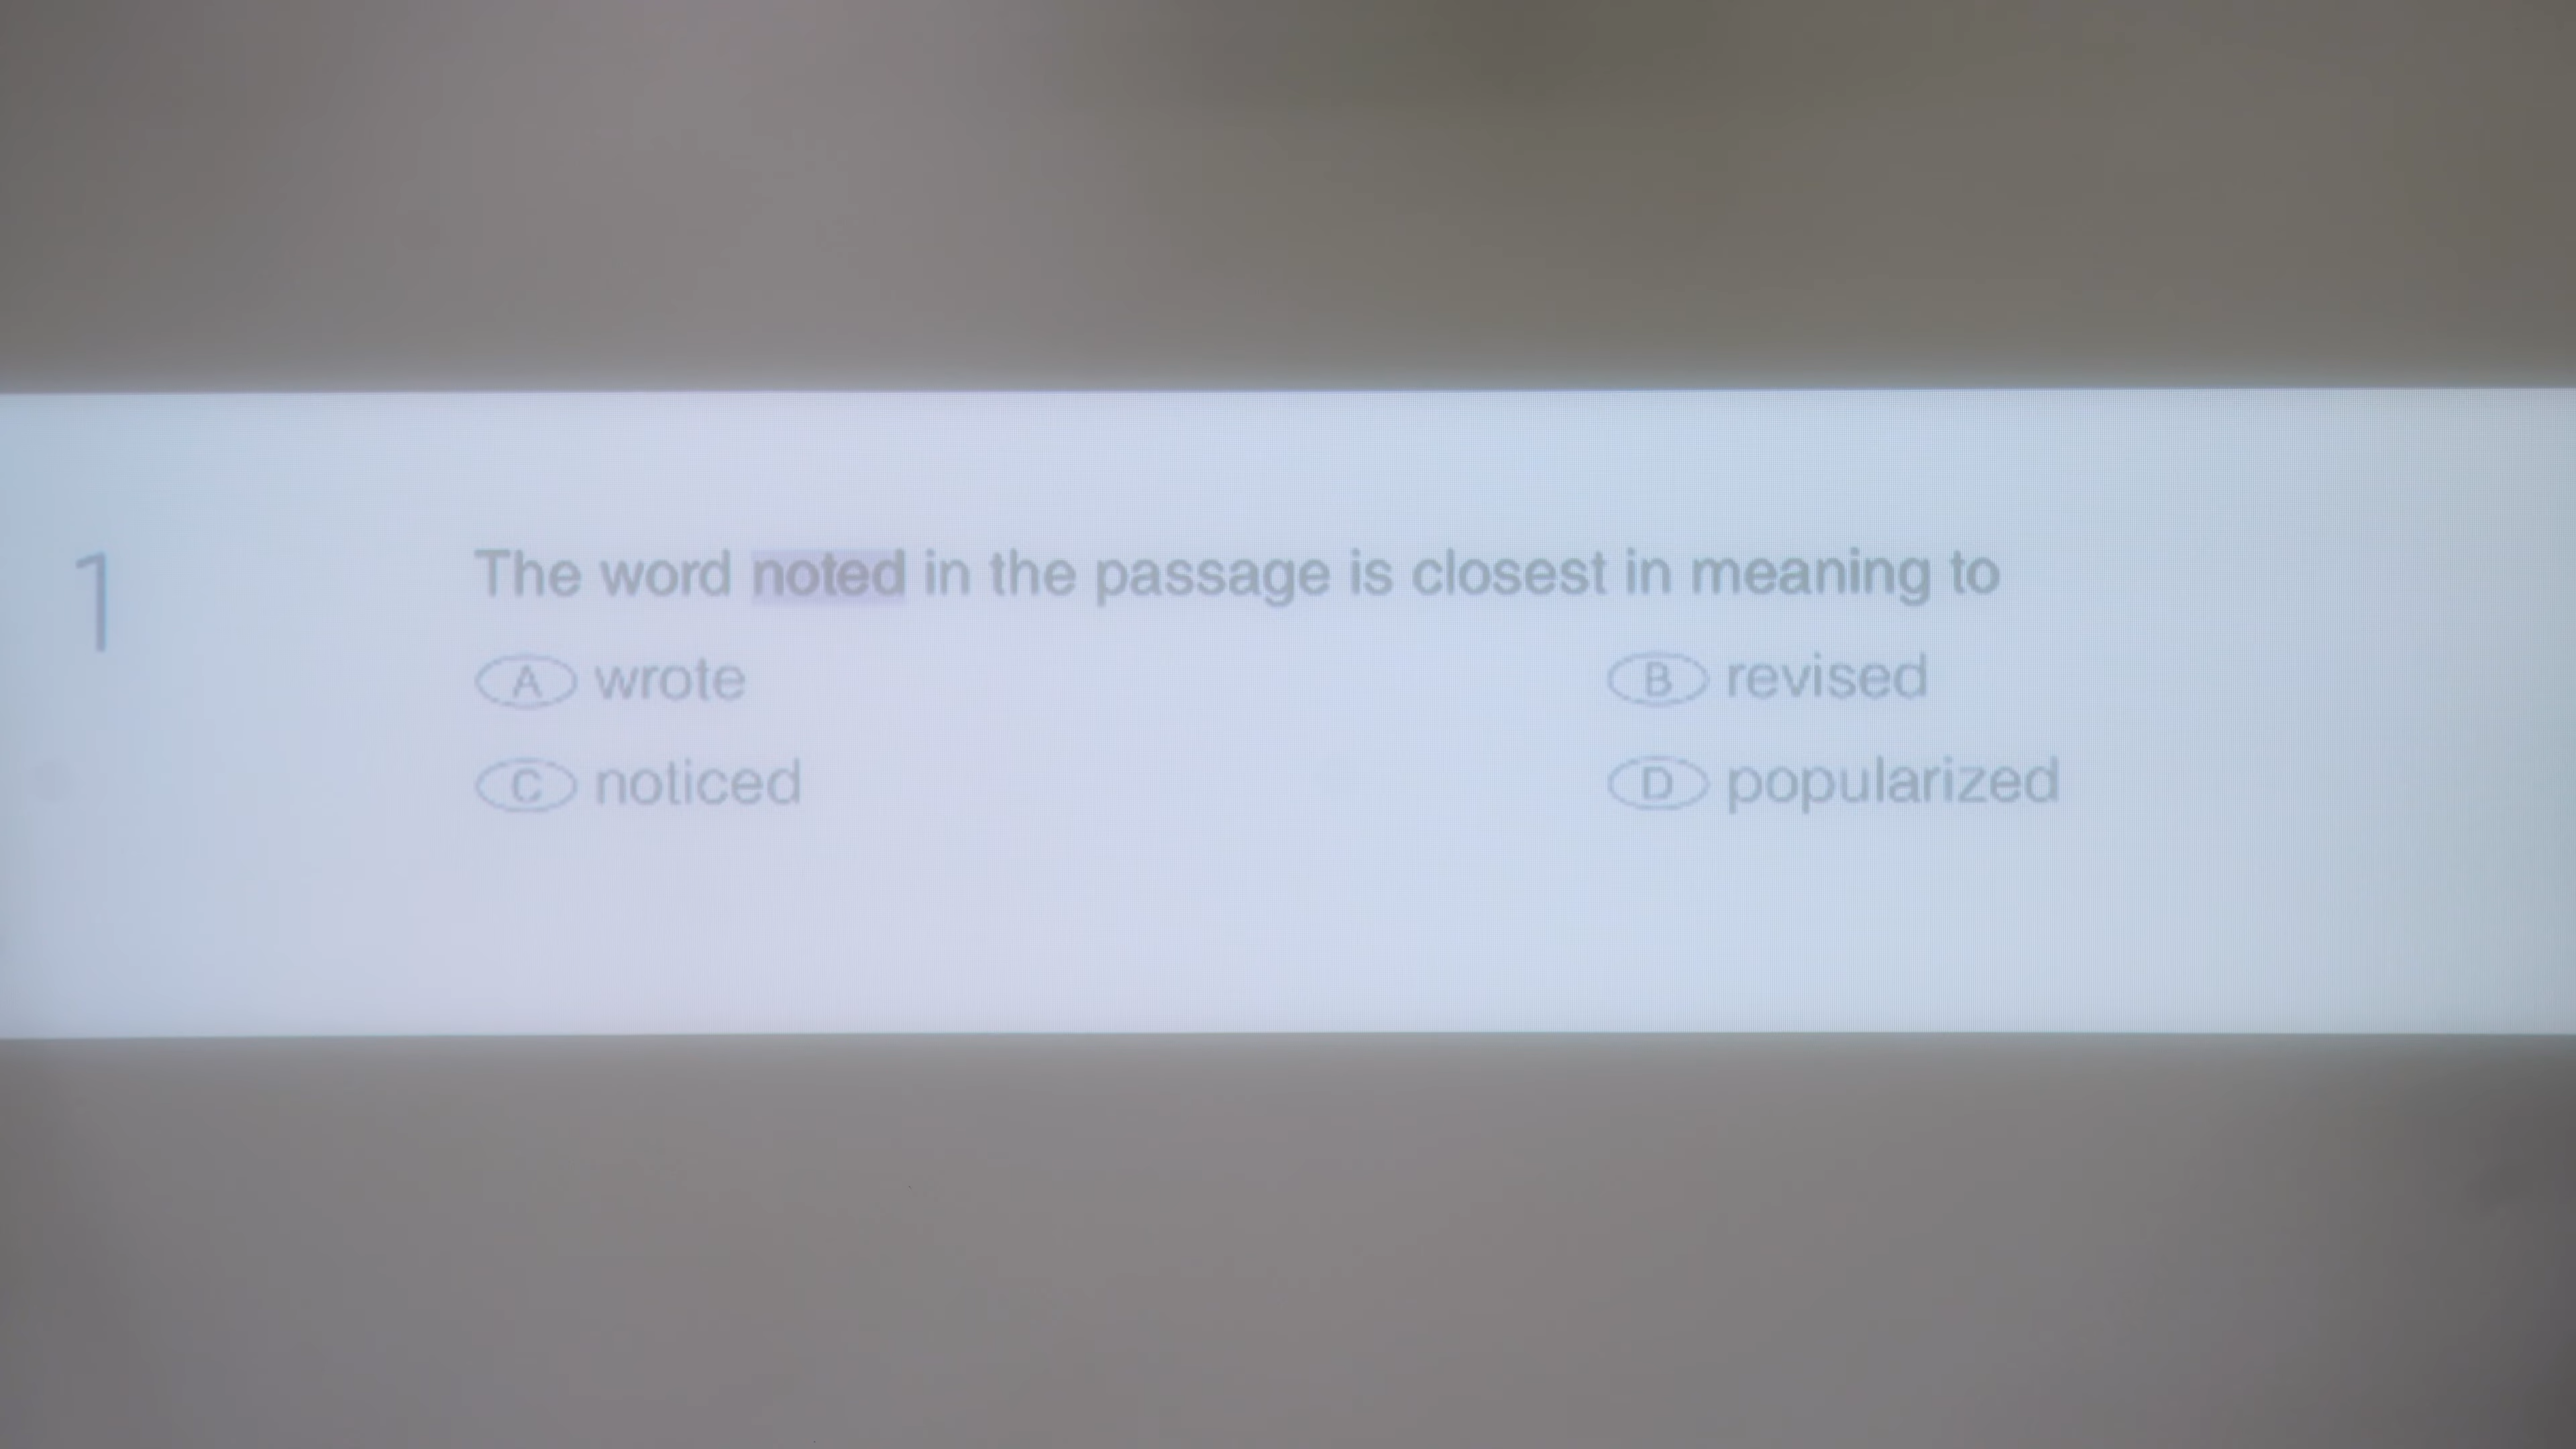 1
The word noted in the passage is closest in meaning to
A wrote
B revised
C noticed
D popularized